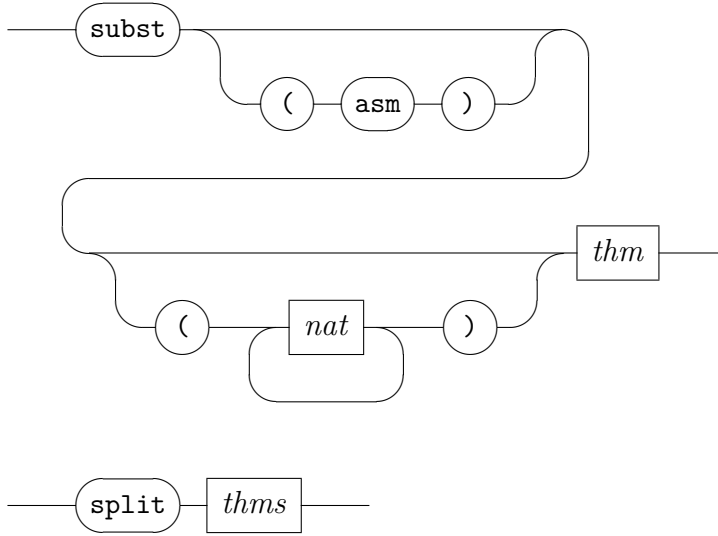 subst
( asm )
thm
( nat )
split thms